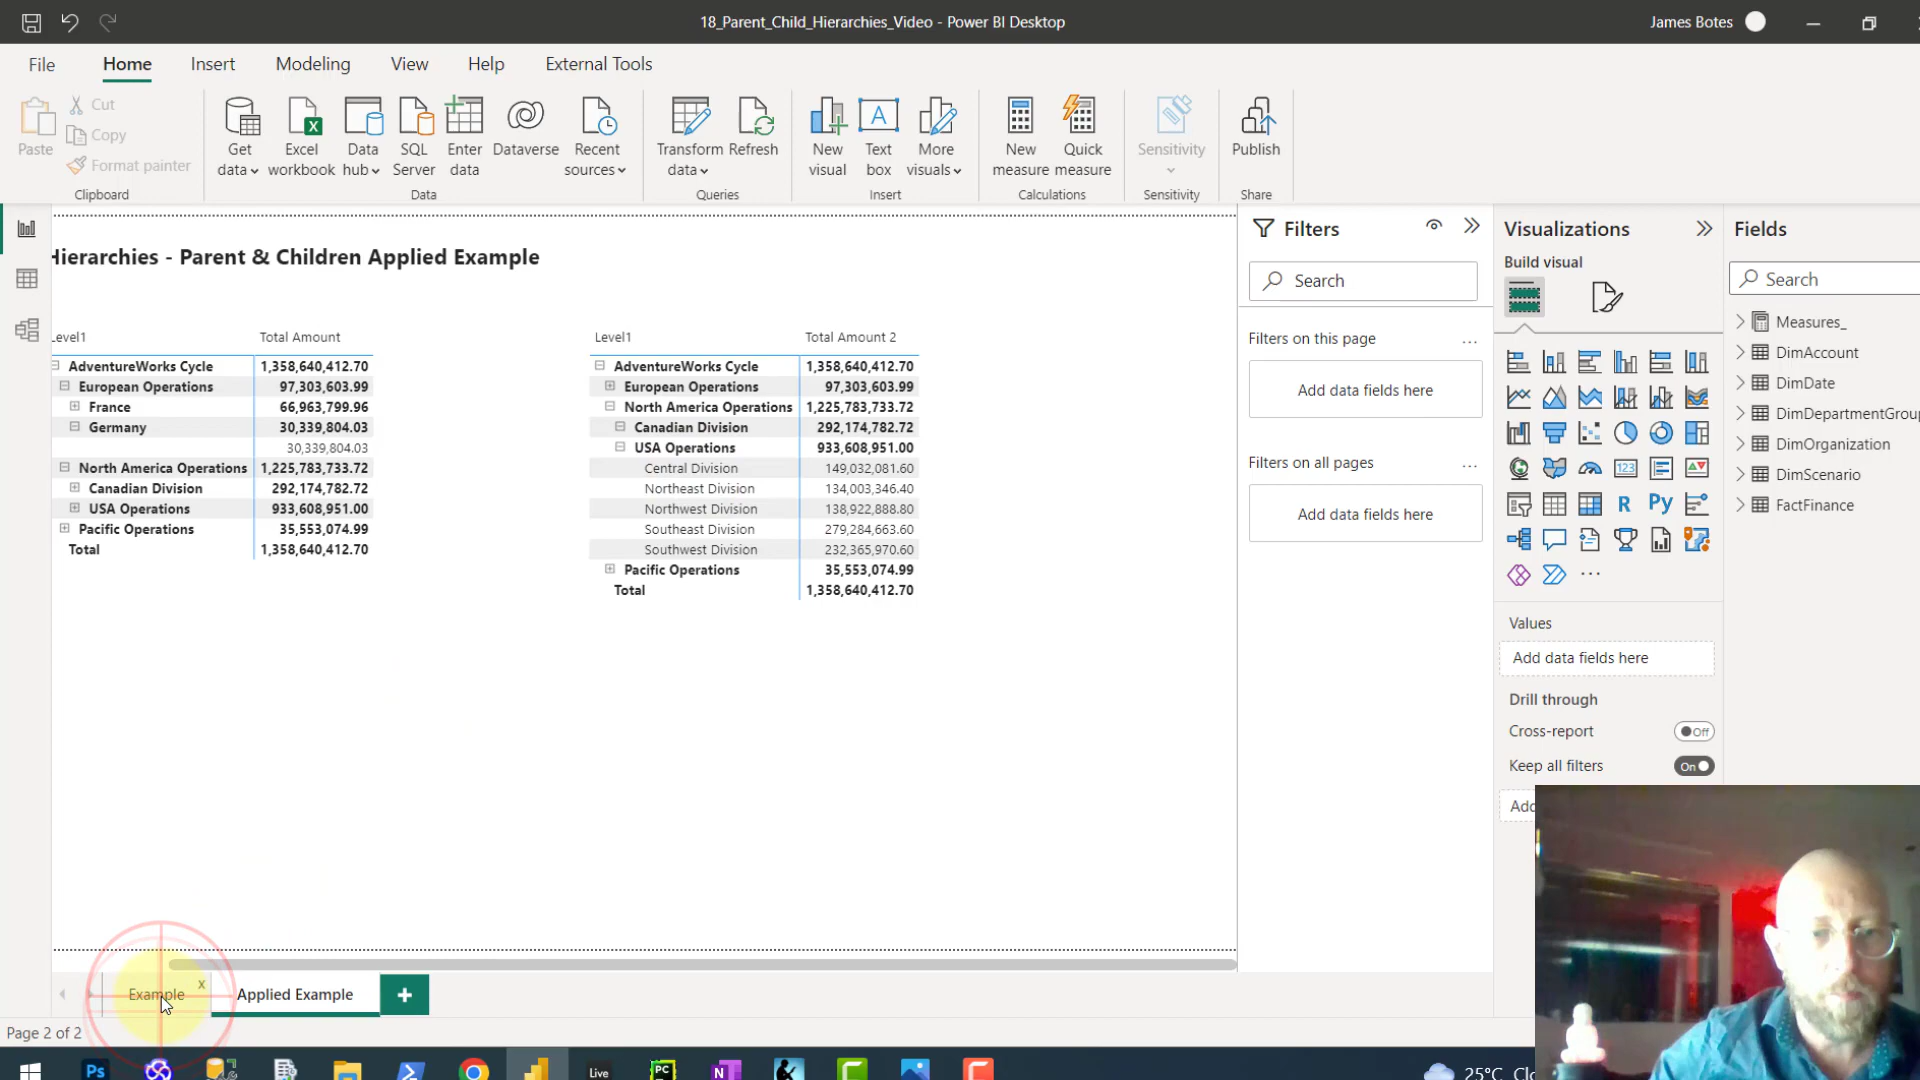 18_Parent_Child_Hierarchies_Video - Power BI Desktop
James Botes
File Home Insert Modeling View Help External Tools
Paste
Cut
Copy
Format painter
Clipboard
Get data
Excel workbook
Data hub
SQL Server
Enter data
Dataverse
Recent sources
Data
Transform data
Refresh
Queries
New visual
Text box
More visuals
Insert
New measure
Quick measure
Calculations
Sensitivity
Sensitivity
Publish
Share
Hierarchies - Parent & Children Applied Example
Level1 Total Amount
AdventureWorks Cycle 1,358,640,412.70
European Operations 97,303,603.99
France 66,963,799.96
Germany 30,339,804.03
30,339,804.03
North America Operations 1,225,783,733.72
Canadian Division 292,174,782.72
USA Operations 933,608,951.00
Pacific Operations 35,553,074.99
Total 1,358,640,412.70
Level1 Total Amount 2
AdventureWorks Cycle 1,358,640,412.70
European Operations 97,303,603.99
North America Operations 1,225,783,733.72
Canadian Division 292,174,782.72
USA Operations 933,608,951.00
Central Division 149,032,081.60
Northeast Division 134,003,346.40
Northwest Division 138,922,888.80
Southeast Division 279,284,663.60
Southwest Division 232,365,970.60
Pacific Operations 35,553,074.99
Total 1,358,640,412.70
Filters
Search
Filters on this page ...
Add data fields here
Filters on all pages ...
Add data fields here
Visualizations
Build visual
123
R
Py
...
Values
Add data fields here
Drill through
Cross-report Off
Keep all filters On
Add
Fields
Search
Measures_
DimAccount
DimDate
DimDepartmentGroup
DimOrganization
DimScenario
FactFinance
Example x
Applied Example
+
Page 2 of 2
Ps
Live
PC
N
25°C